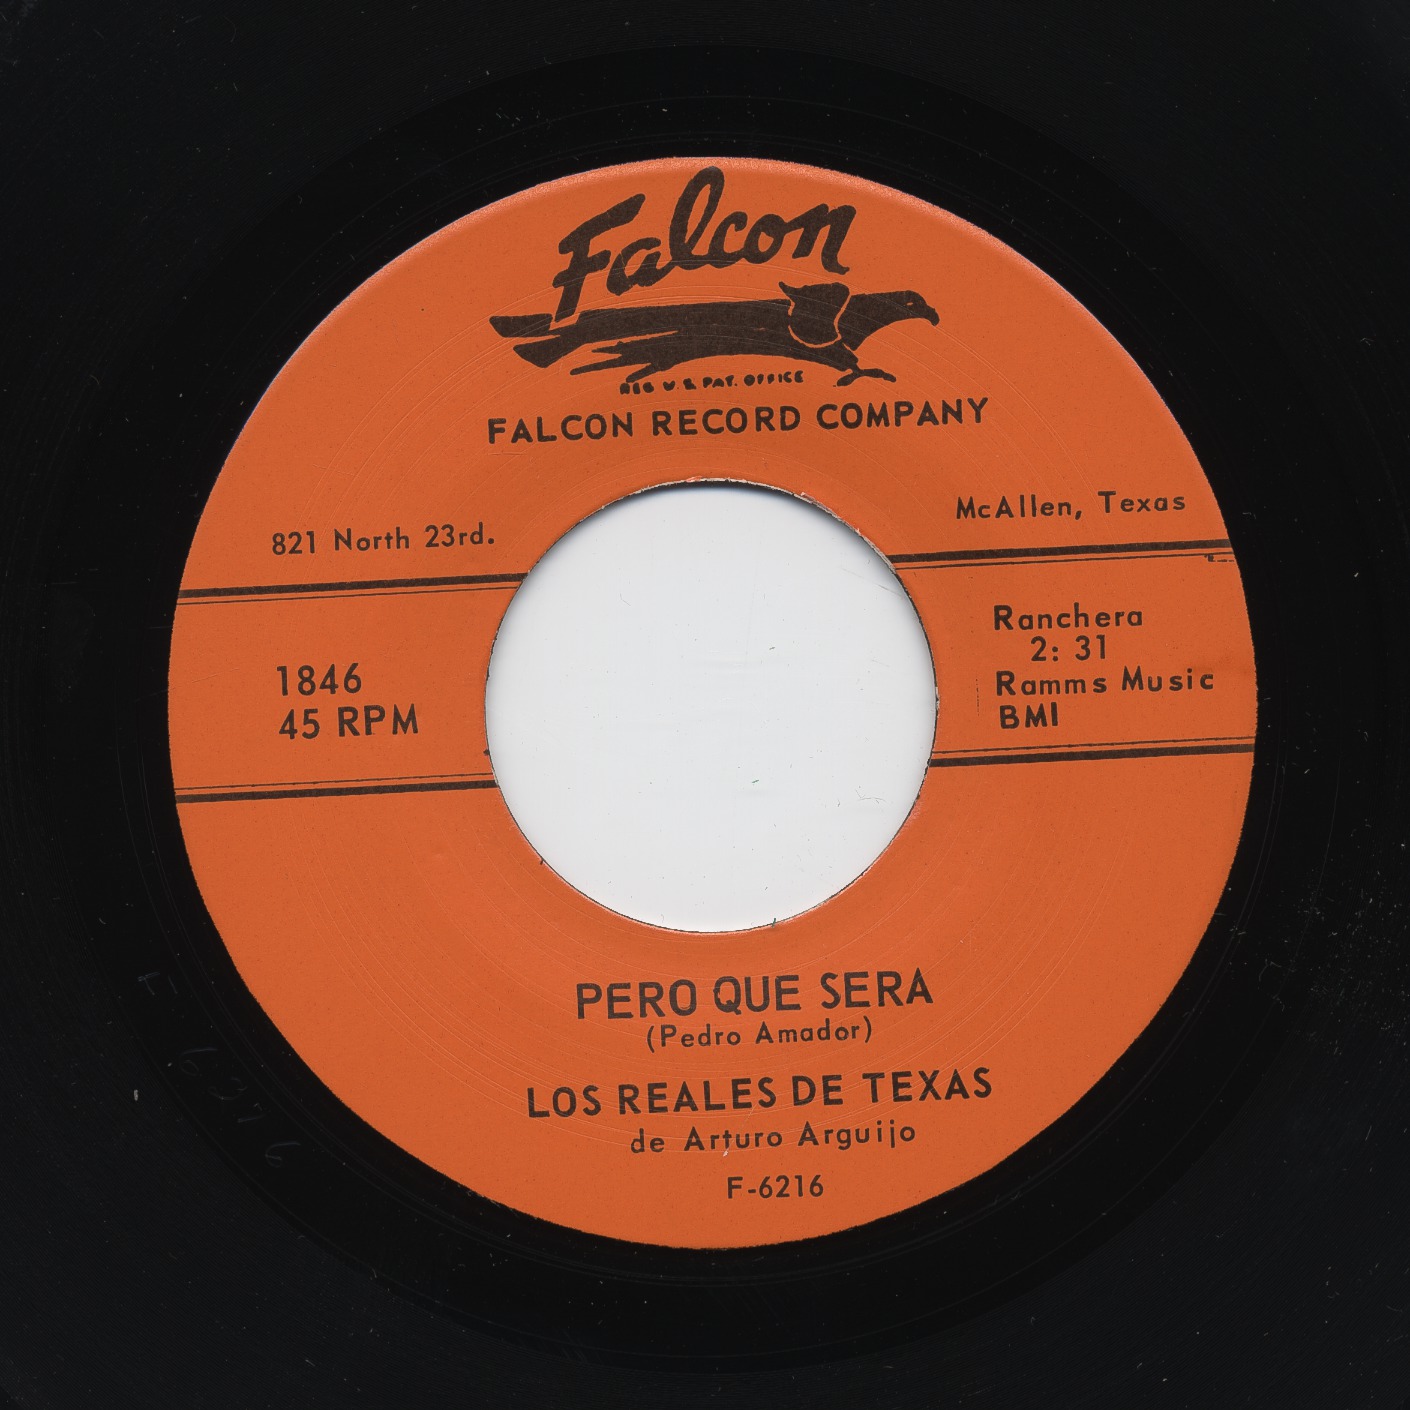 Falcon
REG U.S. PAT. OFFICE
FALCON RECORD COMPANY
821 North 23rd.
McAllen, Texas
1846
45 RPM
Ranchera
2: 31
Ramms Music
BMI
PERO QUE SERA
(Pedro Amador)
LOS REALES DE TEXAS
de Arturo Arguijo
F-6216
F 6216